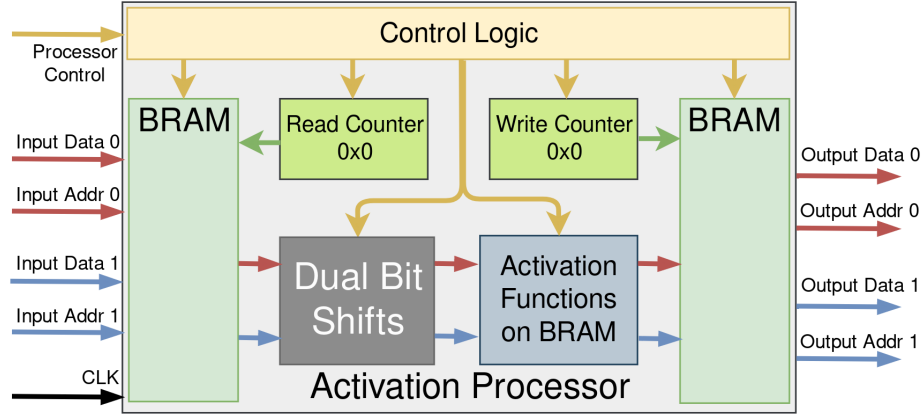 Control Logic
Processor
Control
BRAM
Read Counter
0x0
Write Counter
0x0
BRAM
Input Data 0
Input Addr 0
Input Data 1
Input Addr 1
CLK
Dual Bit
Shifts
Activation
Functions
on BRAM
Output Data 0
Output Addr 0
Output Data 1
Output Addr 1
Activation Processor